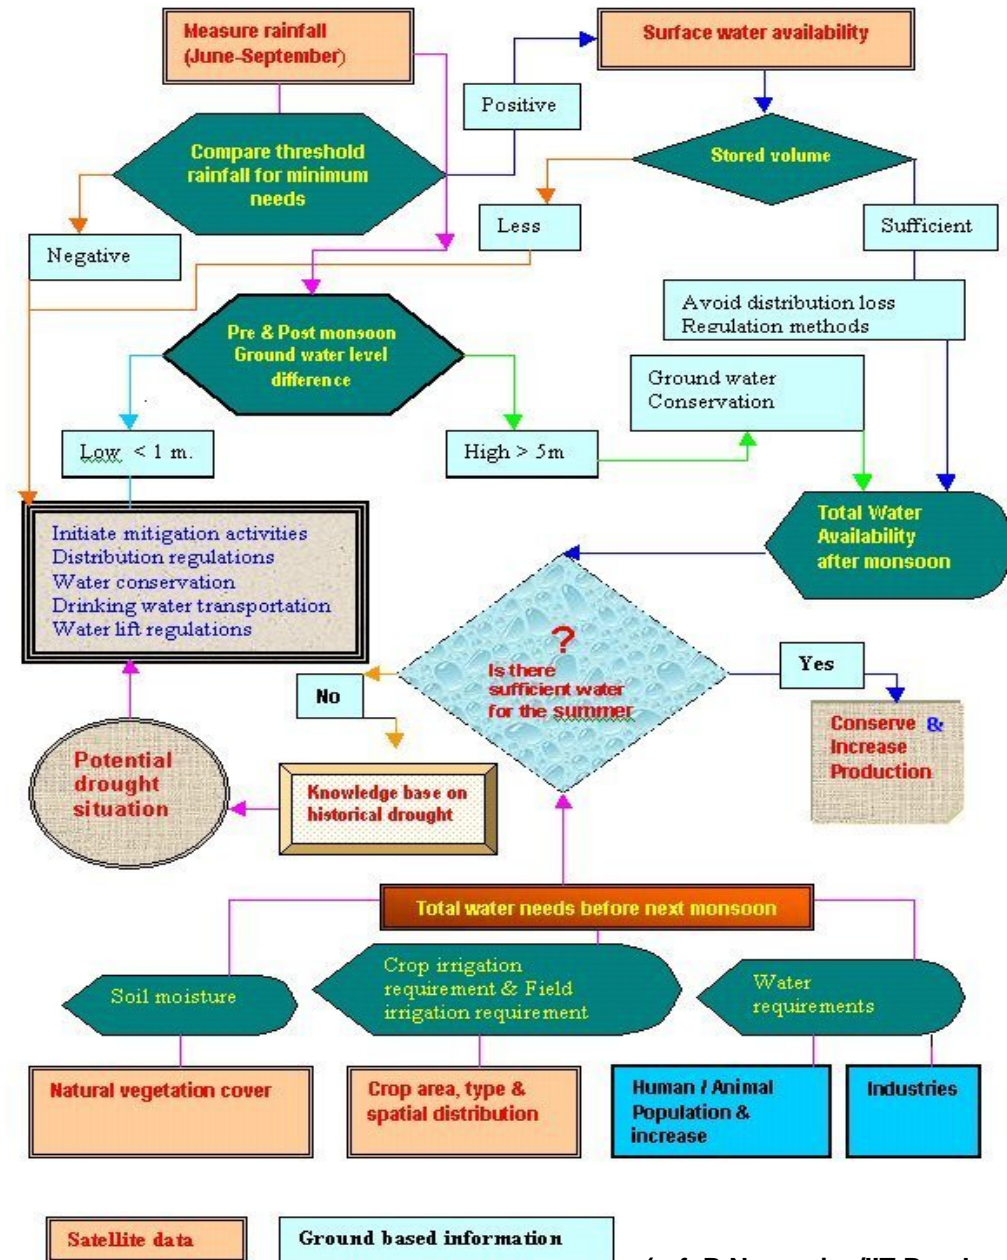 Measure rainfall
(June-September)
Surface water availability
Positive
Compare threshold
rainfall for minimum
needs
Stored volume
Less
Sufficient
Negative
Avoid distribution loss
Regulation methods
Pre & Post monsoon
Ground water level
difference
Ground water
Conservation
Low < 1 m.
High > 5m
Total Water
Availability
after monsoon
Initiate mitigation activities
Distribution regulations
Water conservation
Drinking water transportation
Water lift regulations
?
Is there
sufficient water
for the summer
Yes
No
Conserve &
Increase
Production
Potential
drought
situation
Knowledge base on
historical drought
Total water needs before next monsoon
Soil moisture
Crop irrigation
requirement & Field
irrigation requirement
Water
requirements
Natural vegetation cover
Crop area, type &
spatial distribution
Human / Animal
Population &
increase
Industries
Satellite data
Ground based information